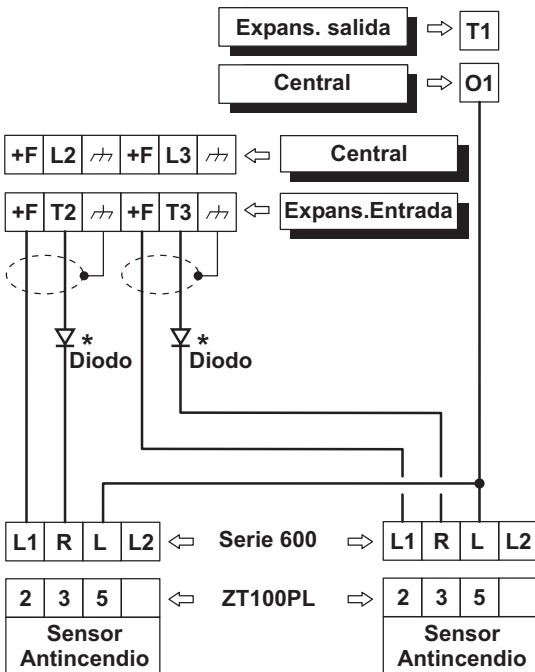 Expans. salida T1
Central O1
+F L2 +F L3 Central
+F T2 +F T3 Expans.Entrada
* *
Diodo Diodo
L1 R L L2 Serie 600 L1 R L L2
2 3 5 ZT100PL 2 3 5
Sensor Sensor
Antincendio Antincendio